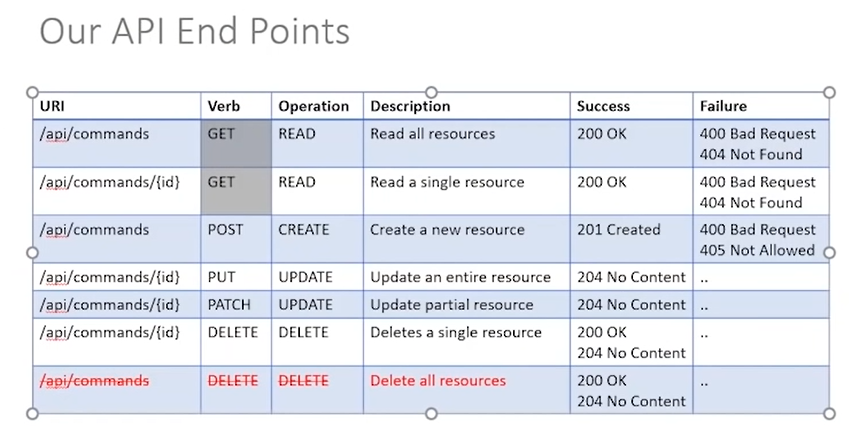 Our API End Points
URI Verb Operation Description Success Failure
/api/commands GET READ Read all resources 200 OK 400 Bad Request
404 Not Found
/api/commands/{id} GET READ Read a single resource 200 OK 400 Bad Request
404 Not Found
/api/commands POST CREATE Create a new resource 201 Created 400 Bad Request
405 Not Allowed
/api/commands/{id} PUT UPDATE Update an entire resource 204 No Content ..
/api/commands/{id} PATCH UPDATE Update partial resource 204 No Content ..
/api/commands/{id} DELETE DELETE Deletes a single resource 200 OK ..
204 No Content
/api/commands DELETE DELETE Delete all resources 200 OK ..
204 No Content